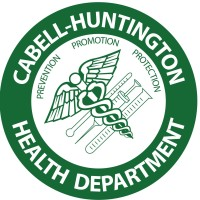 CABELL-HUNTINGTON
PREVENTION PROMOTION PROTECTION
HEALTH DEPARTMENT